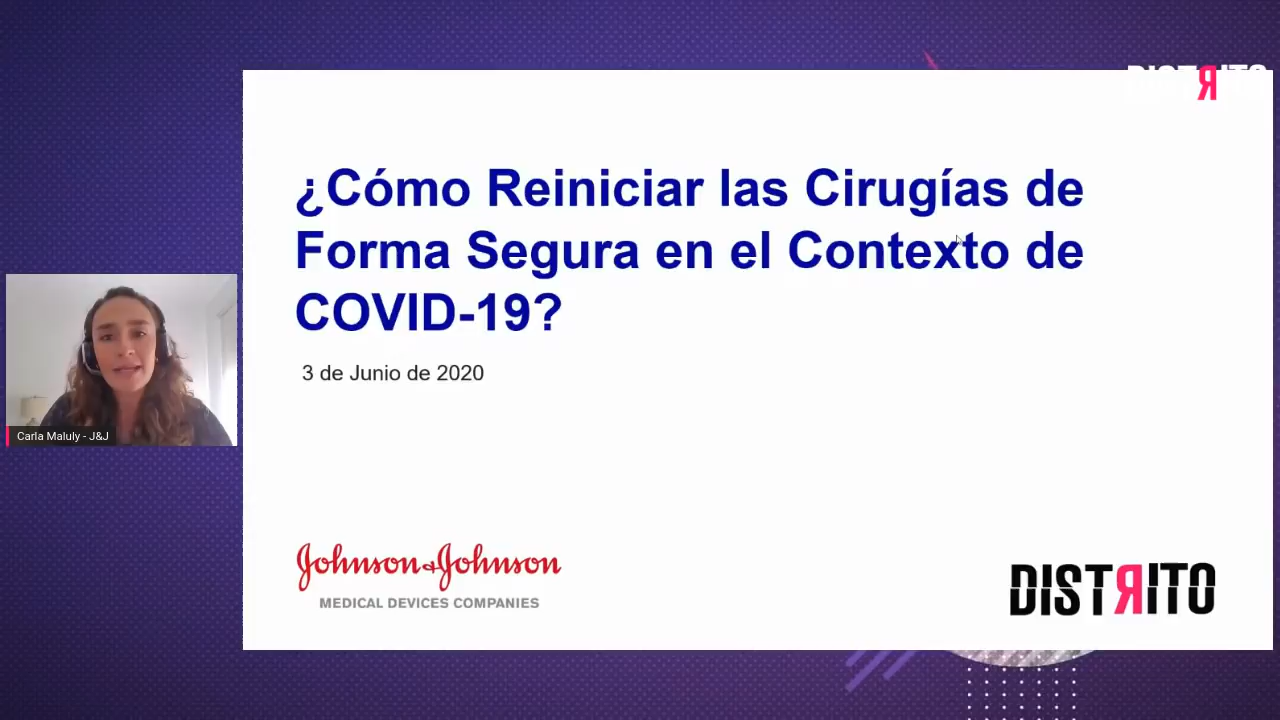 DISTRITO
¿Cómo Reiniciar las Cirugías de
Forma Segura en el Contexto de
COVID-19?
3 de Junio de 2020
Carla Maluly - J&J
Johnson & Johnson
MEDICAL DEVICES COMPANIES
DISTRITO